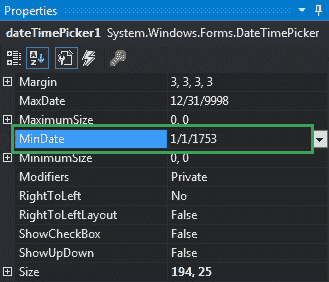 Properties
dateTimePicker1 System.Windows.Forms.DateTimePicker
Margin 3, 3, 3, 3
MaxDate 12/31/9998
MaximumSize 0, 0
MinDate 1/1/1753
MinimumSize 0, 0
Modifiers Private
RightToLeft No
RightToLeftLayout False
ShowCheckBox False
ShowUpDown False
Size 194, 25